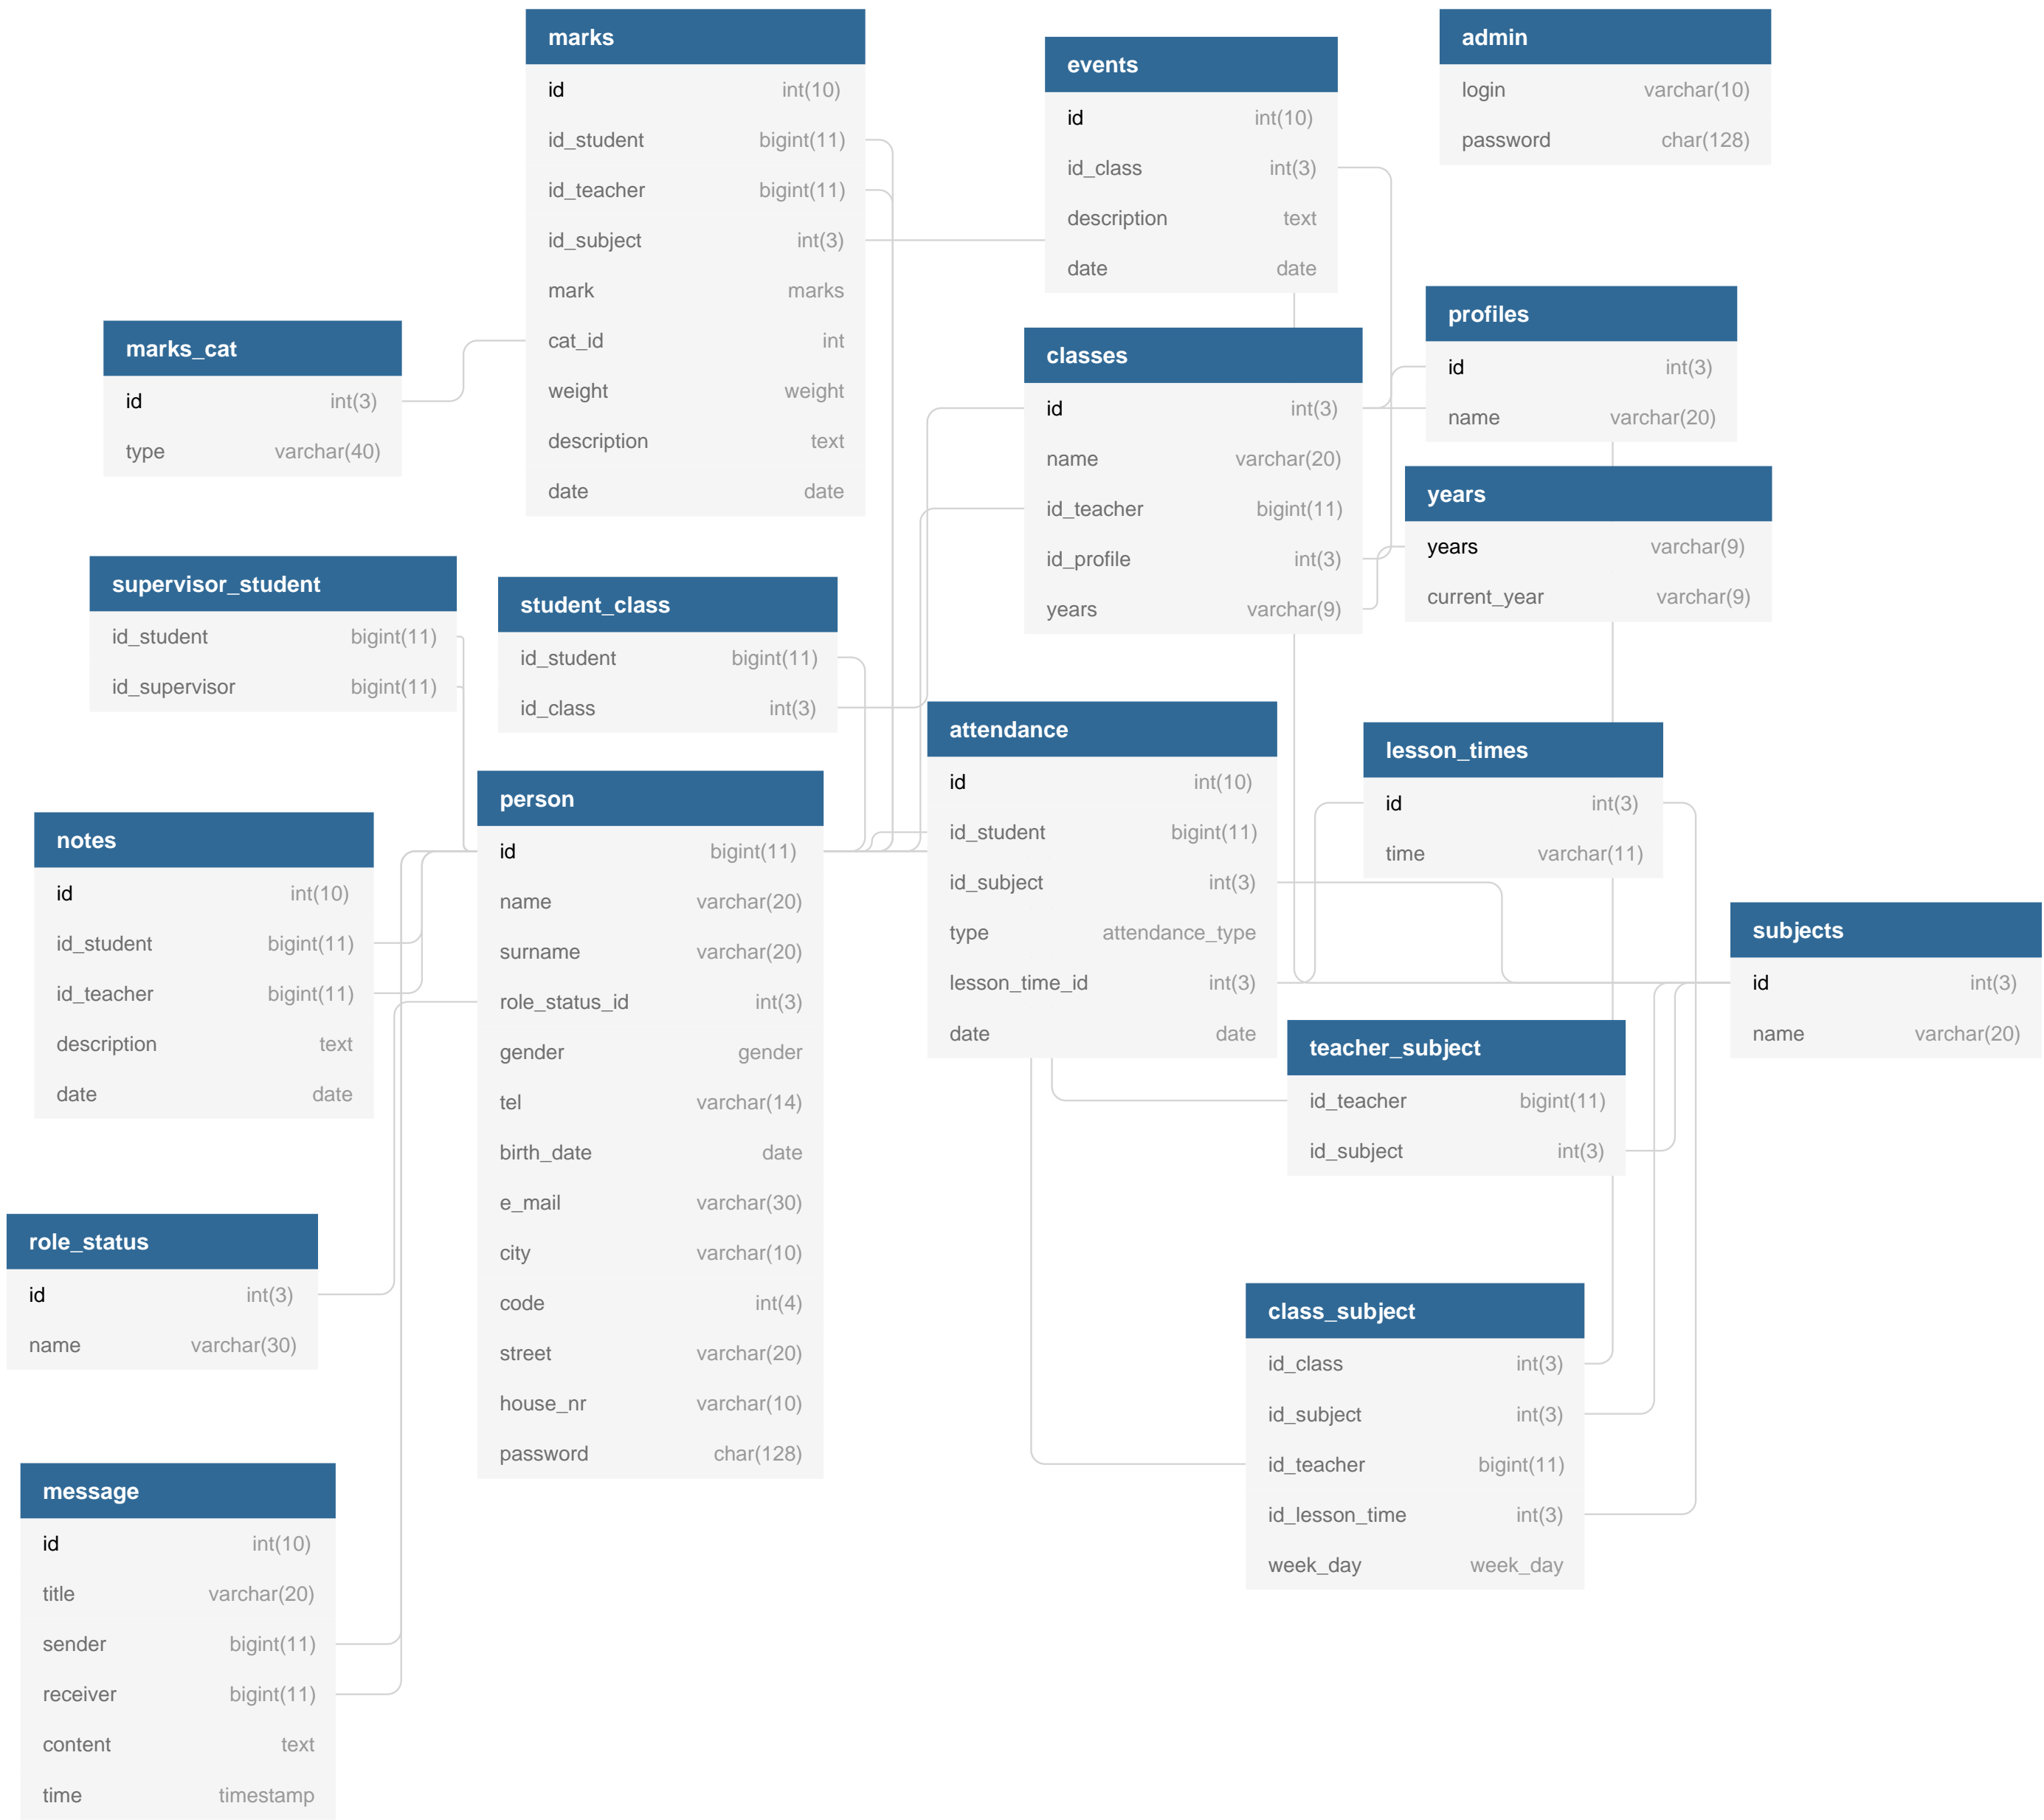 marks
id int(10)
id_student bigint(11)
id_teacher bigint(11)
id_subject int(3)
mark marks
cat_id int
weight weight
description text
date date
events
id int(10)
id_class int(3)
description text
date date
admin
login varchar(10)
password char(128)
profiles
id int(3)
name varchar(20)
marks_cat
id int(3)
type varchar(40)
classes
id int(3)
name varchar(20)
id_teacher bigint(11)
id_profile int(3)
years varchar(9)
years
years varchar(9)
current_year varchar(9)
supervisor_student
id_student bigint(11)
id_supervisor bigint(11)
student_class
id_student bigint(11)
id_class int(3)
attendance
id int(10)
id_student bigint(11)
id_subject int(3)
type attendance_type
lesson_time_id int(3)
date date
lesson_times
id int(3)
time varchar(11)
person
id bigint(11)
name varchar(20)
surname varchar(20)
role_status_id int(3)
gender gender
tel varchar(14)
birth_date date
e_mail varchar(30)
city varchar(10)
code int(4)
street varchar(20)
house_nr varchar(10)
password char(128)
notes
id int(10)
id_student bigint(11)
id_teacher bigint(11)
description text
date date
subjects
id int(3)
name varchar(20)
teacher_subject
id_teacher bigint(11)
id_subject int(3)
role_status
id int(3)
name varchar(30)
class_subject
id_class int(3)
id_subject int(3)
id_teacher bigint(11)
id_lesson_time int(3)
week_day week_day
message
id int(10)
title varchar(20)
sender bigint(11)
receiver bigint(11)
content text
time timestamp